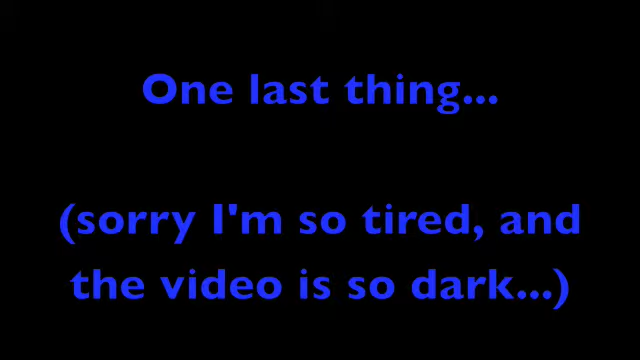 One last thing...
(sorry I'm so tired, and
the video is so dark...)